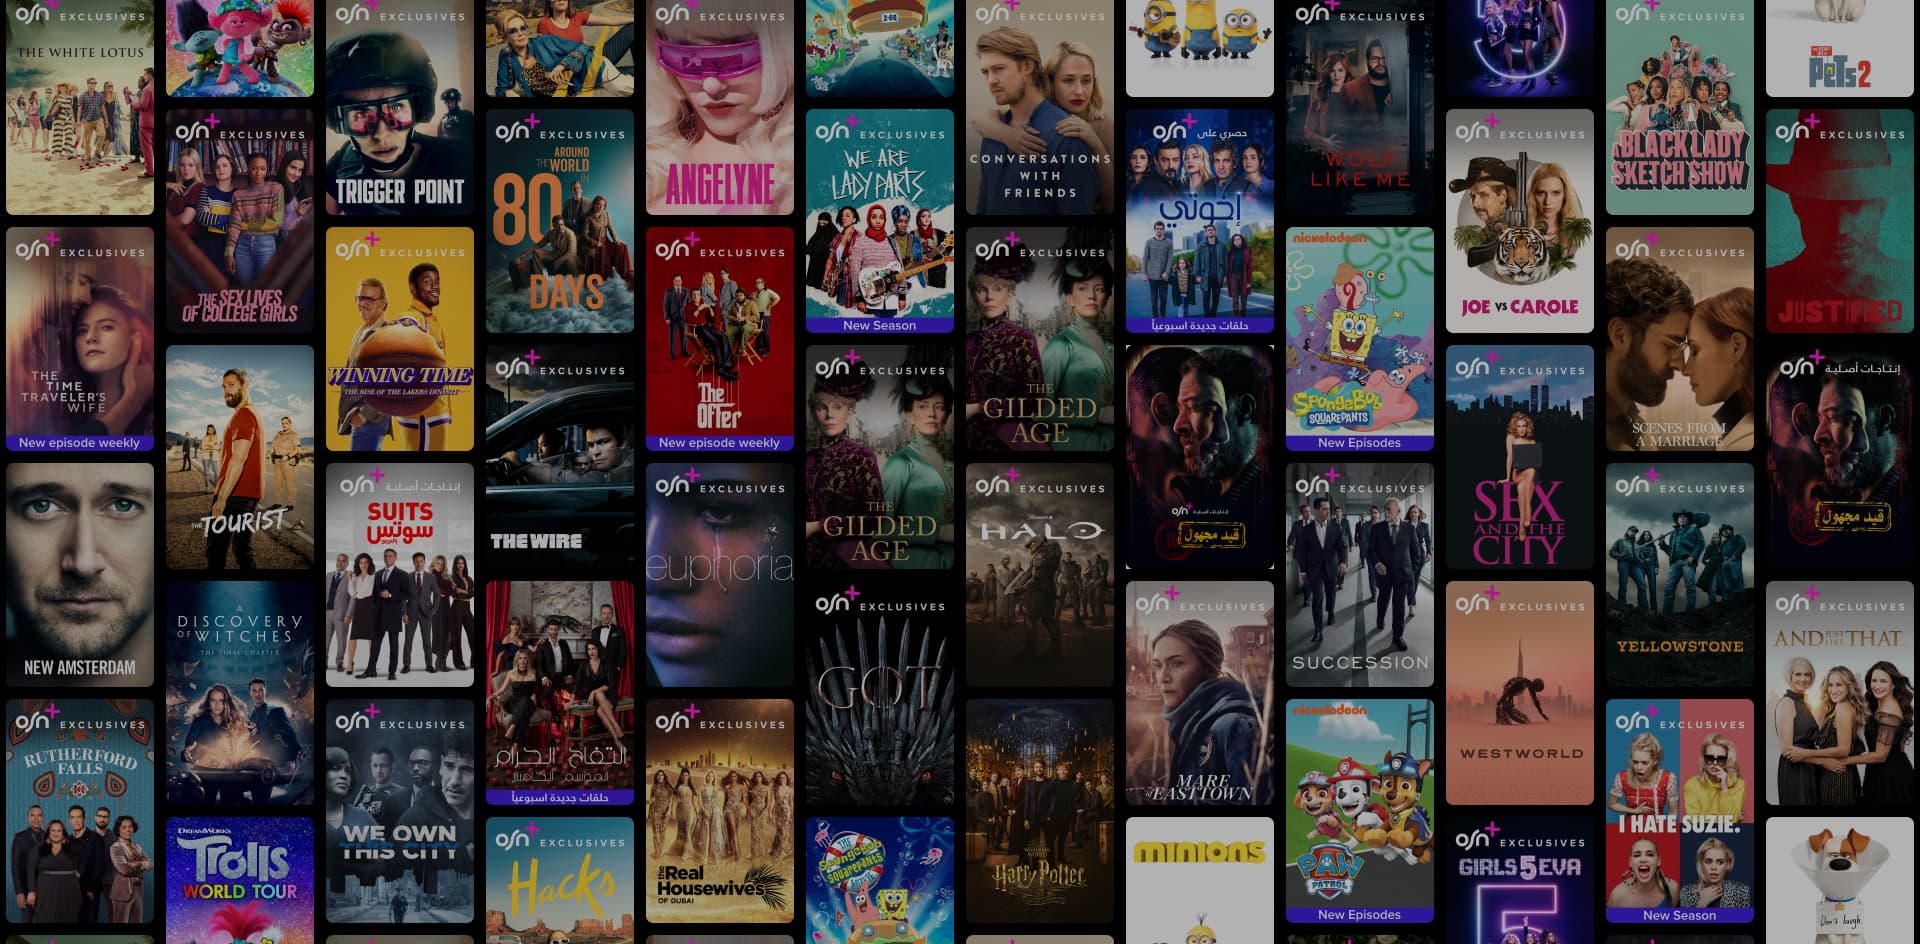 OSN+ EXCLUSIVES
THE WHITE LOTUS
OSN+ EXCLUSIVES
THE
TIME
TRAVELER'S
WIFE
New episode weekly
NEW AMSTERDAM
OSN+ EXCLUSIVES
RUTHERFORD
FALLS
OSN+ EXCLUSIVES
THE SEX LIVES
OF COLLEGE GIRLS
THE TOURIST
A
DISCOVERY
OF WITCHES
THE FINAL CHAPTER
DREAMWORKS
Trolls
WORLD TOUR
OSN+ EXCLUSIVES
TRIGGER POINT
OSN+ EXCLUSIVES
WINNING TIME
THE RISE OF THE LAKERS DYNASTY
OSN+ إنتاجات أصلية
SUITS
سوتس
بالعربي
OSN+ EXCLUSIVES
WE OWN
THIS CITY
OSN+ EXCLUSIVES
AROUND
THE WORLD
IN
80
DAYS
OSN+ EXCLUSIVES
THE WIRE
التفاح الحرام
الموسم الخامس
حلقات جديدة اسبوعياً
OSN+ EXCLUSIVES
Hacks
OSN+ EXCLUSIVES
ANGELYNE
OSN+ EXCLUSIVES
The
Offer
New episode weekly
OSN+ EXCLUSIVES
euphoria
OSN+ EXCLUSIVES
the Real
Housewives
OF DUBAI
2:00
OSN+ EXCLUSIVES
WE ARE
LADY PARTS
New Season
OSN+ EXCLUSIVES
THE
GILDED
AGE
OSN+ EXCLUSIVES
GOT
THE
SPONGEBOB
SQUAREPANTS
MOVIE
OSN+ EXCLUSIVES
CONVERSATIONS
WITH
FRIENDS
OSN+ EXCLUSIVES
THE
GILDED
AGE
OSN+ EXCLUSIVES
HALO
WIZARDING
WORLD
Harry Potter
OSN+ حصري على
إخوتي
حلقات جديدة اسبوعياً
OSN+ إنتاجات أصلية
قيد مجهول
OSN+ EXCLUSIVES
MARE
of EASTTOWN
minions
OSN+ EXCLUSIVES
WOLF
LIKE ME
nickelodeon
SpongeBob
SQUAREPANTS
New Episodes
OSN+ EXCLUSIVES
SUCCESSION
nickelodeon
PAW
PATROL
New Episodes
5
OSN+ EXCLUSIVES
JOE vs CAROLE
OSN+ EXCLUSIVES
SEX
AND THE
CITY
OSN+ EXCLUSIVES
WESTWORLD
OSN+ EXCLUSIVES
GIRLS5EVA
5
OSN+ EXCLUSIVES
A BLACK LADY
SKETCH SHOW
OSN+ EXCLUSIVES
SCENES FROM
A MARRIAGE
OSN+ EXCLUSIVES
YELLOWSTONE
OSN+ EXCLUSIVES
I HATE SUZIE.
New Season
THE SECRET
LIFE OF
PETS 2
OSN+ EXCLUSIVES
JUSTIFIED
OSN+ إنتاجات أصلية
قيد مجهول
OSN+ EXCLUSIVES
AND JUST LIKE THAT
Don't laugh.